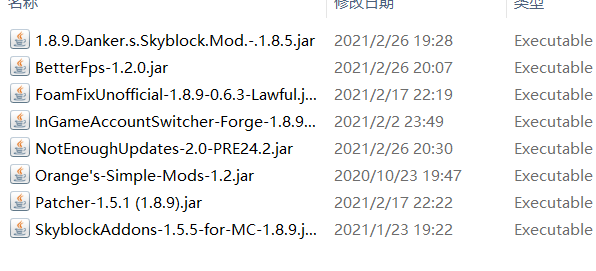 名称 修改日期 类型
1.8.9.Danker.s.Skyblock.Mod.-.1.8.5.jar 2021/2/26 19:28 Executable
BetterFps-1.2.0.jar 2021/2/26 20:07 Executable
FoamFixUnofficial-1.8.9-0.6.3-Lawful.j... 2021/2/17 22:19 Executable
InGameAccountSwitcher-Forge-1.8.9... 2021/2/2 23:49 Executable
NotEnoughUpdates-2.0-PRE24.2.jar 2021/2/26 20:30 Executable
Orange's-Simple-Mods-1.2.jar 2020/10/23 19:47 Executable
Patcher-1.5.1 (1.8.9).jar 2021/2/17 22:22 Executable
SkyblockAddons-1.5.5-for-MC-1.8.9.j... 2021/1/23 19:22 Executable